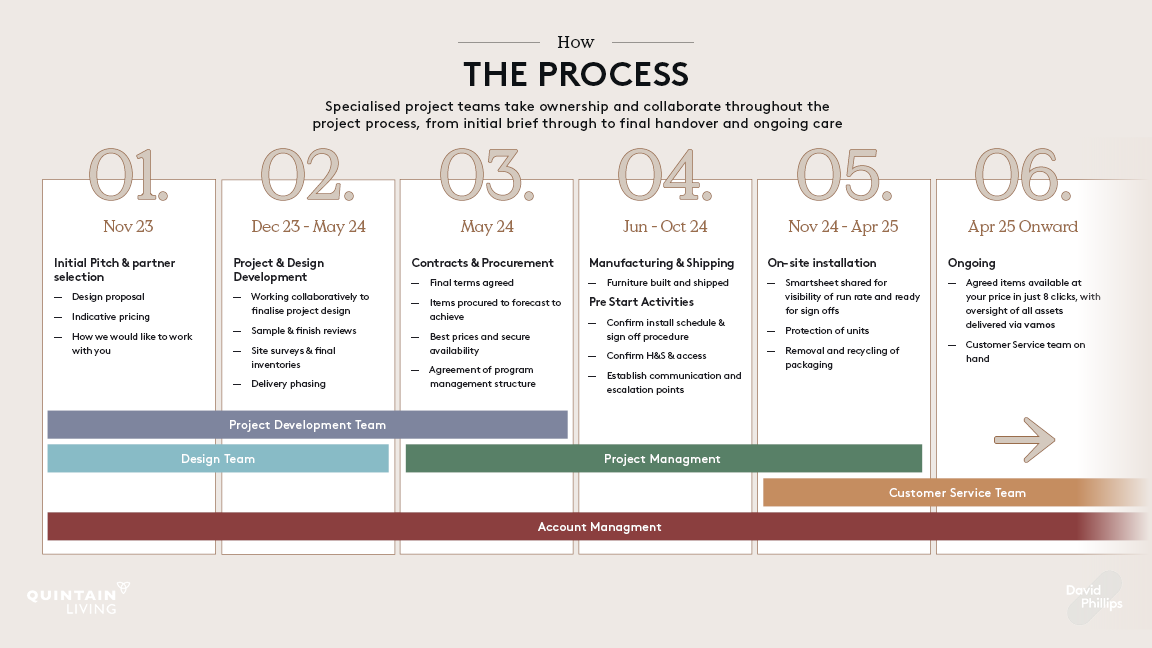 How
THE PROCESS
Specialised project teams take ownership and collaborate throughout the
project process, from initial brief through to final handover and ongoing care
01.
Nov 23
Initial Pitch & partner
selection
— Design proposal
— Indicative pricing
— How we would like to work
with you
02.
Dec 23 - May 24
Project & Design
Development
— Working collaboratively to
finalise project design
— Sample & finish reviews
— Site surveys & final
inventories
— Delivery phasing
03.
May 24
Contracts & Procurement
— Final terms agreed
— Items procured to forecast to
achieve
— Best prices and secure
availability
— Agreement of program
management structure
04.
Jun - Oct 24
Manufacturing & Shipping
— Furniture built and shipped
Pre Start Activities
— Confirm install schedule &
sign off procedure
— Confirm H&S & access
— Establish communication and
escalation points
05.
Nov 24 - Apr 25
On-site installation
— Smartsheet shared for
visibility of run rate and ready
for sign offs
— Protection of units
— Removal and recycling of
packaging
06.
Apr 25 Onward
Ongoing
— Agreed items available at
your price in just 8 clicks, with
oversight of all assets
delivered via vamos
— Customer Service team on
hand
Project Development Team
Design Team
Project Managment
Customer Service Team
Account Managment
QUINTAIN
LIVING
David
Phillips